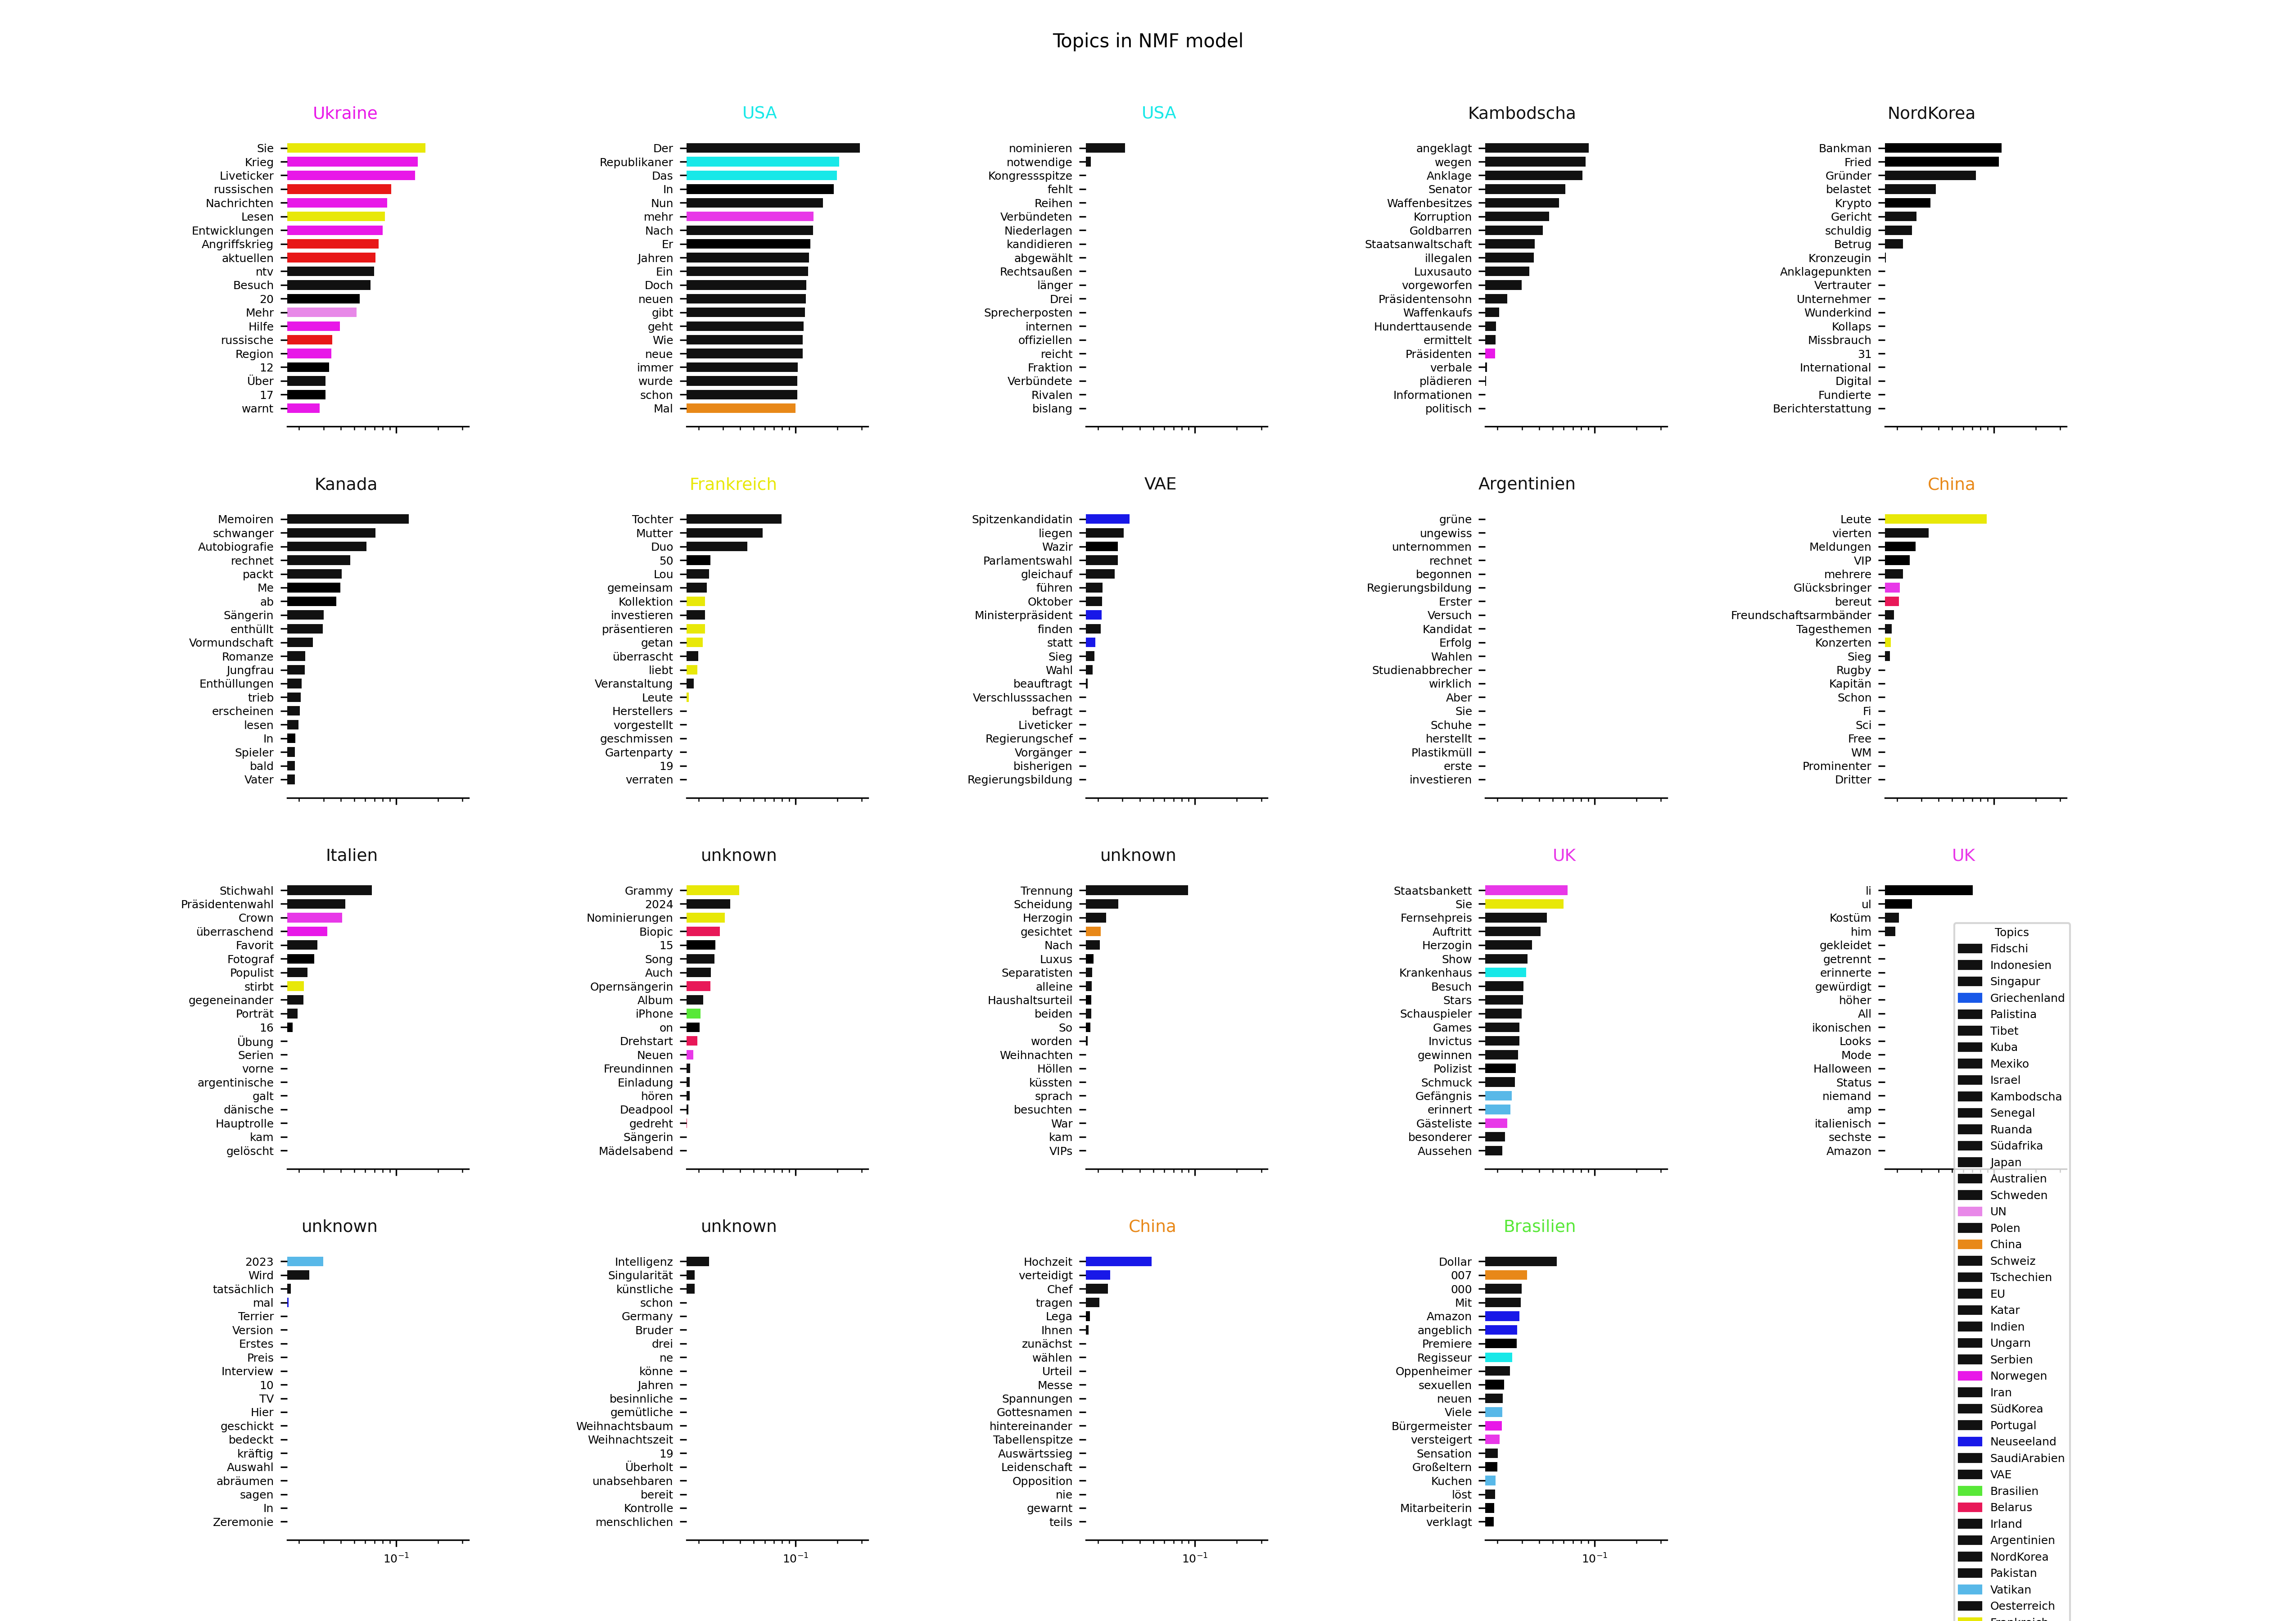 Topics in NMF model
Ukraine
Sie
Krieg
Liveticker
russischen
Nachrichten
Lesen
Entwicklungen
Angriffskrieg
aktuellen
ntv
Besuch
20
Mehr
Hilfe
russische
Region
12
Über
17
warnt
USA
Der
Republikaner
Das
In
Nun
mehr
Nach
Er
Jahren
Ein
Doch
neuen
gibt
geht
Wie
neue
immer
wurde
schon
Mal
USA
nominieren
notwendige
Kongressspitze
fehlt
Reihen
Verbündeten
Niederlagen
kandidieren
abgewählt
Rechtsaußen
länger
Drei
Sprecherposten
internen
offiziellen
reicht
Fraktion
Verbündete
Rivalen
bislang
Kambodscha
angeklagt
wegen
Anklage
Senator
Waffenbesitzes
Korruption
Goldbarren
Staatsanwaltschaft
illegalen
Luxusauto
vorgeworfen
Präsidentensohn
Waffenkaufs
Hunderttausende
ermittelt
Präsidenten
verbale
plädieren
Informationen
politisch
NordKorea
Bankman
Fried
Gründer
belastet
Krypto
Gericht
schuldig
Betrug
Kronzeugin
Anklagepunkten
Vertrauter
Unternehmer
Wunderkind
Kollaps
Missbrauch
31
International
Digital
Fundierte
Berichterstattung
Kanada
Memoiren
schwanger
Autobiografie
rechnet
packt
Me
ab
Sängerin
enthüllt
Vormundschaft
Romanze
Jungfrau
Enthüllungen
trieb
erscheinen
lesen
In
Spieler
bald
Vater
Frankreich
Tochter
Mutter
Duo
50
Lou
gemeinsam
Kollektion
investieren
präsentieren
getan
überrascht
liebt
Veranstaltung
Leute
Herstellers
vorgestellt
geschmissen
Gartenparty
19
verraten
VAE
Spitzenkandidatin
liegen
Wazir
Parlamentswahl
gleichauf
führen
Oktober
Ministerpräsident
finden
statt
Sieg
Wahl
beauftragt
Verschlusssachen
befragt
Liveticker
Regierungschef
Vorgänger
bisherigen
Regierungsbildung
Argentinien
grüne
ungewiss
unternommen
rechnet
begonnen
Regierungsbildung
Erster
Versuch
Kandidat
Erfolg
Wahlen
Studienabbrecher
wirklich
Aber
Sie
Schuhe
herstellt
Plastikmüll
erste
investieren
China
Leute
vierten
Meldungen
VIP
mehrere
Glücksbringer
bereut
Freundschaftsarmbänder
Tagesthemen
Konzerten
Sieg
Rugby
Kapitän
Schon
Fi
Sci
Free
WM
Prominenter
Dritter
Italien
Stichwahl
Präsidentenwahl
Crown
überraschend
Favorit
Fotograf
Populist
stirbt
gegeneinander
Porträt
16
Übung
Serien
vorne
argentinische
galt
dänische
Hauptrolle
kam
gelöscht
unknown
Grammy
2024
Nominierungen
Biopic
15
Song
Auch
Opernsängerin
Album
iPhone
on
Drehstart
Neuen
Freundinnen
Einladung
hören
Deadpool
gedreht
Sängerin
Mädelsabend
unknown
Trennung
Scheidung
Herzogin
gesichtet
Nach
Luxus
Separatisten
alleine
Haushaltsurteil
beiden
So
worden
Weihnachten
Höllen
küssten
sprach
besuchten
War
kam
VIPs
UK
Staatsbankett
Sie
Fernsehpreis
Auftritt
Herzogin
Show
Krankenhaus
Besuch
Stars
Schauspieler
Games
Invictus
gewinnen
Polizist
Schmuck
Gefängnis
erinnert
Gästeliste
besonderer
Aussehen
UK
li
ul
Kostüm
him
gekleidet
getrennt
erinnerte
gewürdigt
höher
All
ikonischen
Looks
Mode
Halloween
Status
niemand
amp
italienisch
sechste
Amazon
unknown
2023
Wird
tatsächlich
mal
Terrier
Version
Erstes
Preis
Interview
10
TV
Hier
geschickt
bedeckt
kräftig
Auswahl
abräumen
sagen
In
Zeremonie
10⁻¹
unknown
Intelligenz
Singularität
künstliche
schon
Germany
Bruder
drei
ne
könne
Jahren
besinnliche
gemütliche
Weihnachtsbaum
Weihnachtszeit
19
Überholt
unabsehbaren
bereit
Kontrolle
menschlichen
10⁻¹
China
Hochzeit
verteidigt
Chef
tragen
Lega
Ihnen
zunächst
wählen
Urteil
Messe
Spannungen
Gottesnamen
hintereinander
Tabellenspitze
Auswärtssieg
Leidenschaft
Opposition
nie
gewarnt
teils
10⁻¹
Brasilien
Dollar
007
000
Mit
Amazon
angeblich
Premiere
Regisseur
Oppenheimer
sexuellen
neuen
Viele
Bürgermeister
versteigert
Sensation
Großeltern
Kuchen
löst
Mitarbeiterin
verklagt
10⁻¹
Topics
Fidschi
Indonesien
Singapur
Griechenland
Palistina
Tibet
Kuba
Mexiko
Israel
Kambodscha
Senegal
Ruanda
Südafrika
Japan
Australien
Schweden
UN
Polen
China
Schweiz
Tschechien
EU
Katar
Indien
Ungarn
Serbien
Norwegen
Iran
SüdKorea
Portugal
Neuseeland
SaudiArabien
VAE
Brasilien
Belarus
Irland
Argentinien
NordKorea
Pakistan
Vatikan
Oesterreich